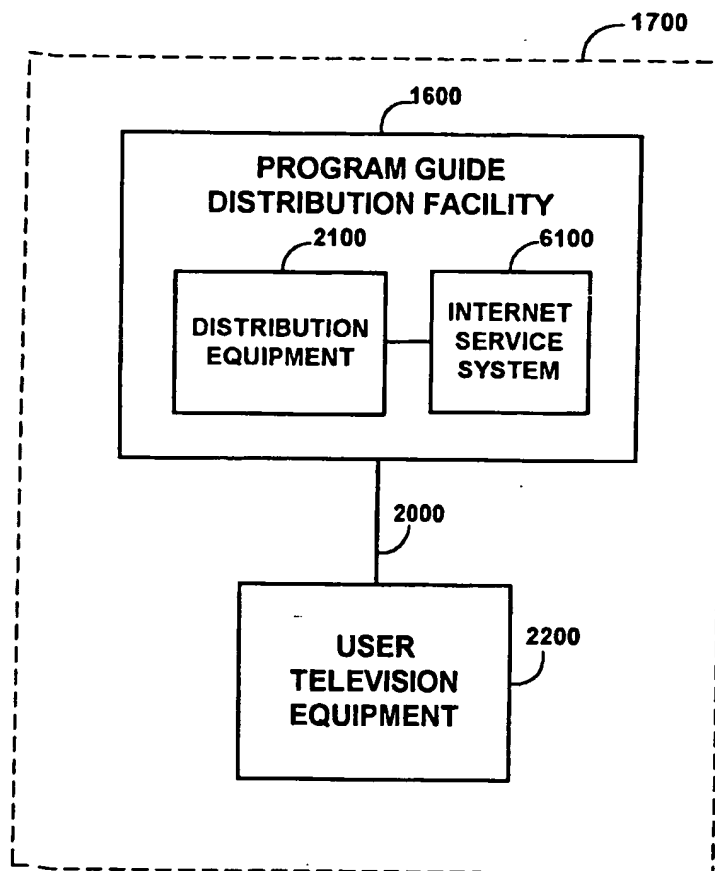 1700
1600
PROGRAM GUIDE
DISTRIBUTION FACILITY
2100
6100
DISTRIBUTION
EQUIPMENT
INTERNET
SERVICE
SYSTEM
2000
USER
TELEVISION
EQUIPMENT
2200